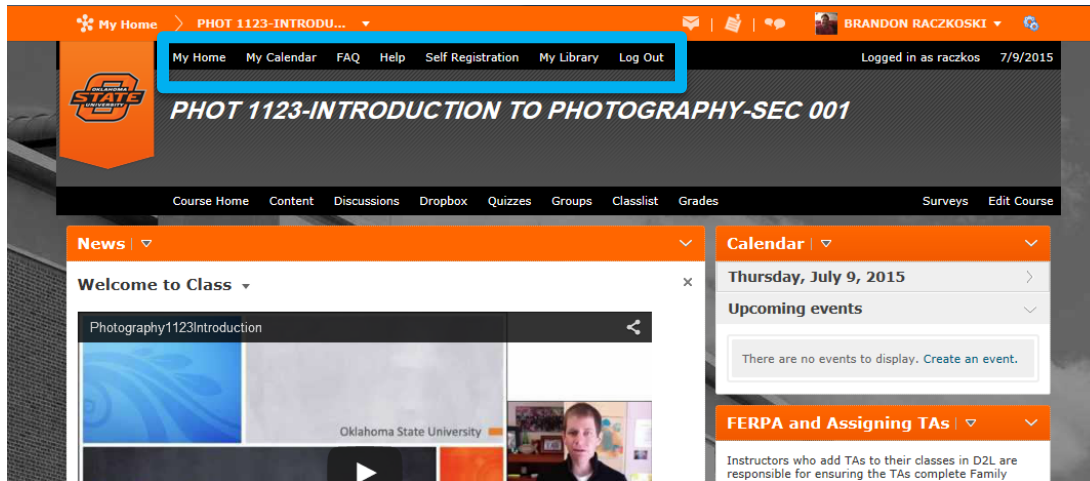 My Home PHOT 1123-INTRODU... BRANDON RACZKOSKI
My Home My Calendar FAQ Help Self Registration My Library Log Out Logged in as raczkos 7/9/2015
OKLAHOMA
STATE
UNIVERSITY
PHOT 1123-INTRODUCTION TO PHOTOGRAPHY-SEC 001
Course Home Content Discussions Dropbox Quizzes Groups Classlist Grades Surveys Edit Course
News
Welcome to Class
Photography1123Introduction
Oklahoma State University
Calendar
Thursday, July 9, 2015
Upcoming events
There are no events to display. Create an event.
FERPA and Assigning TAs
Instructors who add TAs to their classes in D2L are
responsible for ensuring the TAs complete Family